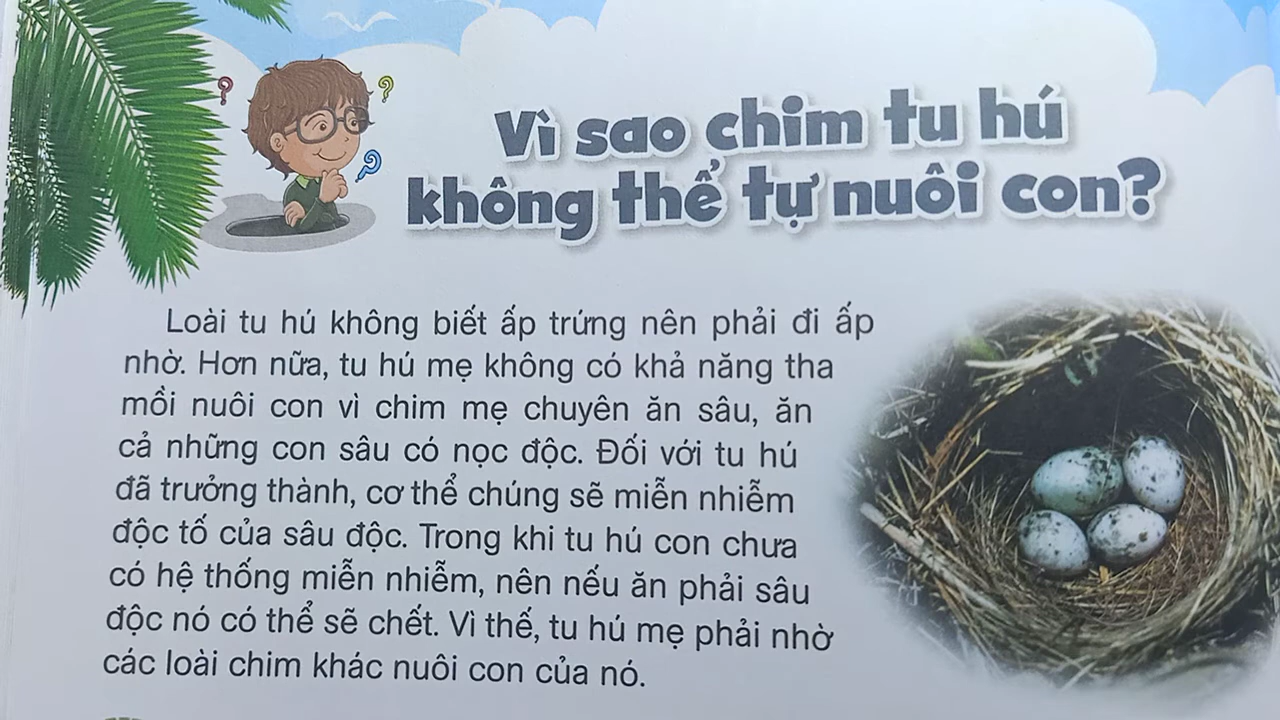 Vì sao chim tu hú
không thể tự nuôi con?
Loài tu hú không biết ấp trứng nên phải đi ấp
nhờ. Hơn nữa, tu hú mẹ không có khả năng tha
mồi nuôi con vì chim mẹ chuyên ăn sâu, ăn
cả những con sâu có nọc độc. Đối với tu hú
đã trưởng thành, cơ thể chúng sẽ miễn nhiễm
độc tố của sâu độc. Trong khi tu hú con chưa
có hệ thống miễn nhiễm, nên nếu ăn phải sâu
độc nó có thể sẽ chết. Vì thế, tu hú mẹ phải nhờ
các loài chim khác nuôi con của nó.